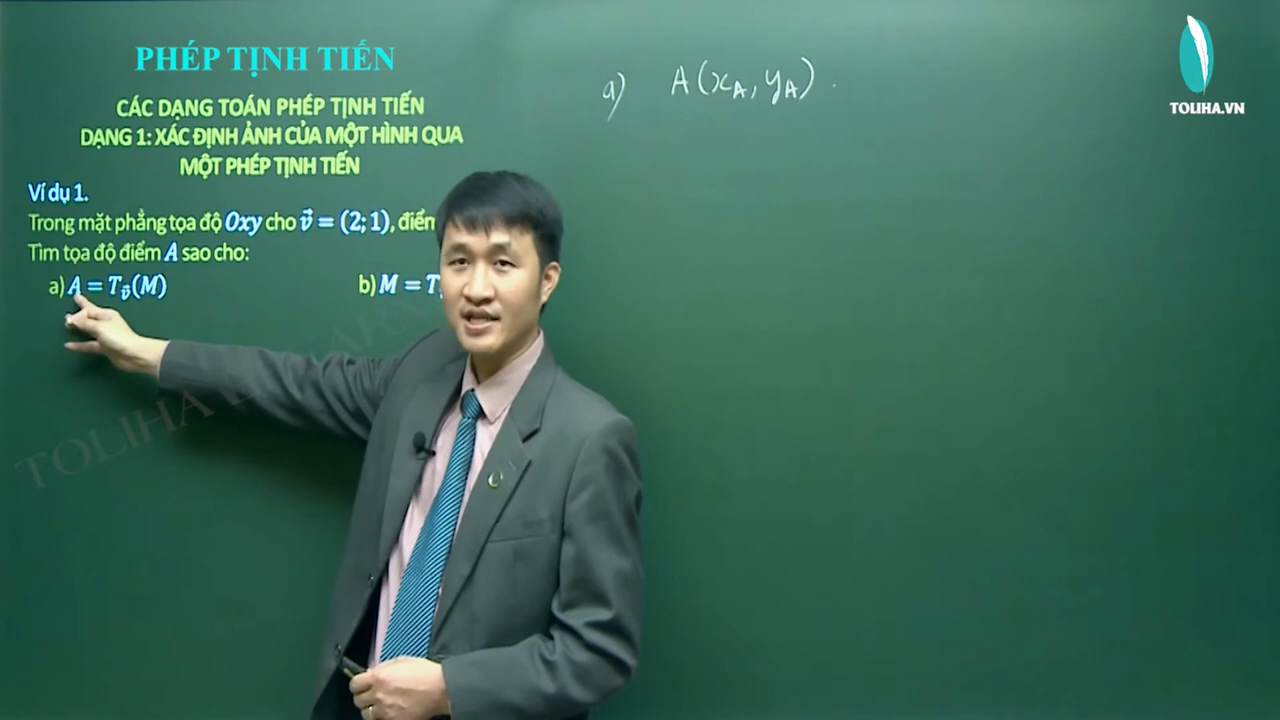 PHÉP TỊNH TIẾN
CÁC DẠNG TOÁN PHÉP TỊNH TIẾN
DẠNG 1: XÁC ĐỊNH ẢNH CỦA MỘT HÌNH QUA
MỘT PHÉP TỊNH TIẾN
Ví dụ 1.
Trong mặt phẳng tọa độ Oxy cho v⃗ = (2; 1), điểm
Tìm tọa độ điểm A sao cho:
a) A = T_v⃗(M)
b) M = T
a) A(x_A, y_A)
TOLIHA.VN
TOLIHA